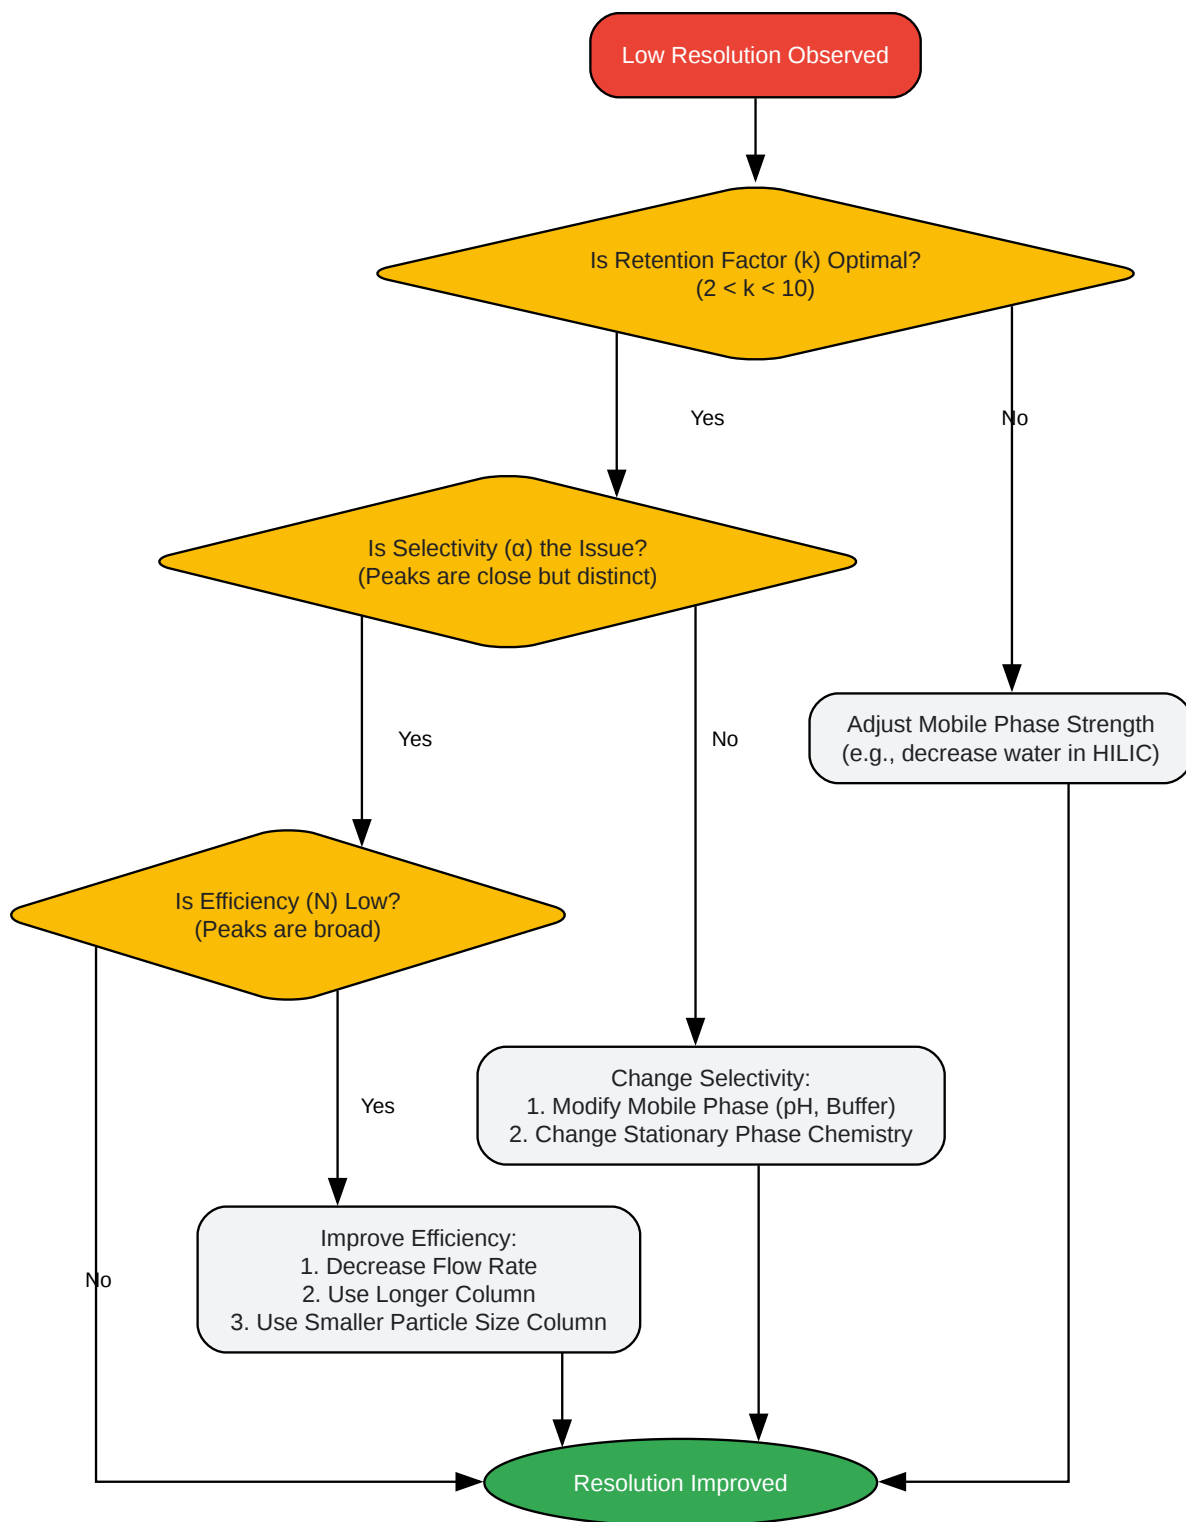 Low Resolution Observed
Is Retention Factor (k) Optimal?
(2 < k < 10)
Yes
No
Is Selectivity (α) the Issue?
(Peaks are close but distinct)
Yes
No
Adjust Mobile Phase Strength
(e.g., decrease water in HILIC)
Is Efficiency (N) Low?
(Peaks are broad)
Yes
Change Selectivity:
1. Modify Mobile Phase (pH, Buffer)
2. Change Stationary Phase Chemistry
No
Improve Efficiency:
1. Decrease Flow Rate
2. Use Longer Column
3. Use Smaller Particle Size Column
Resolution Improved